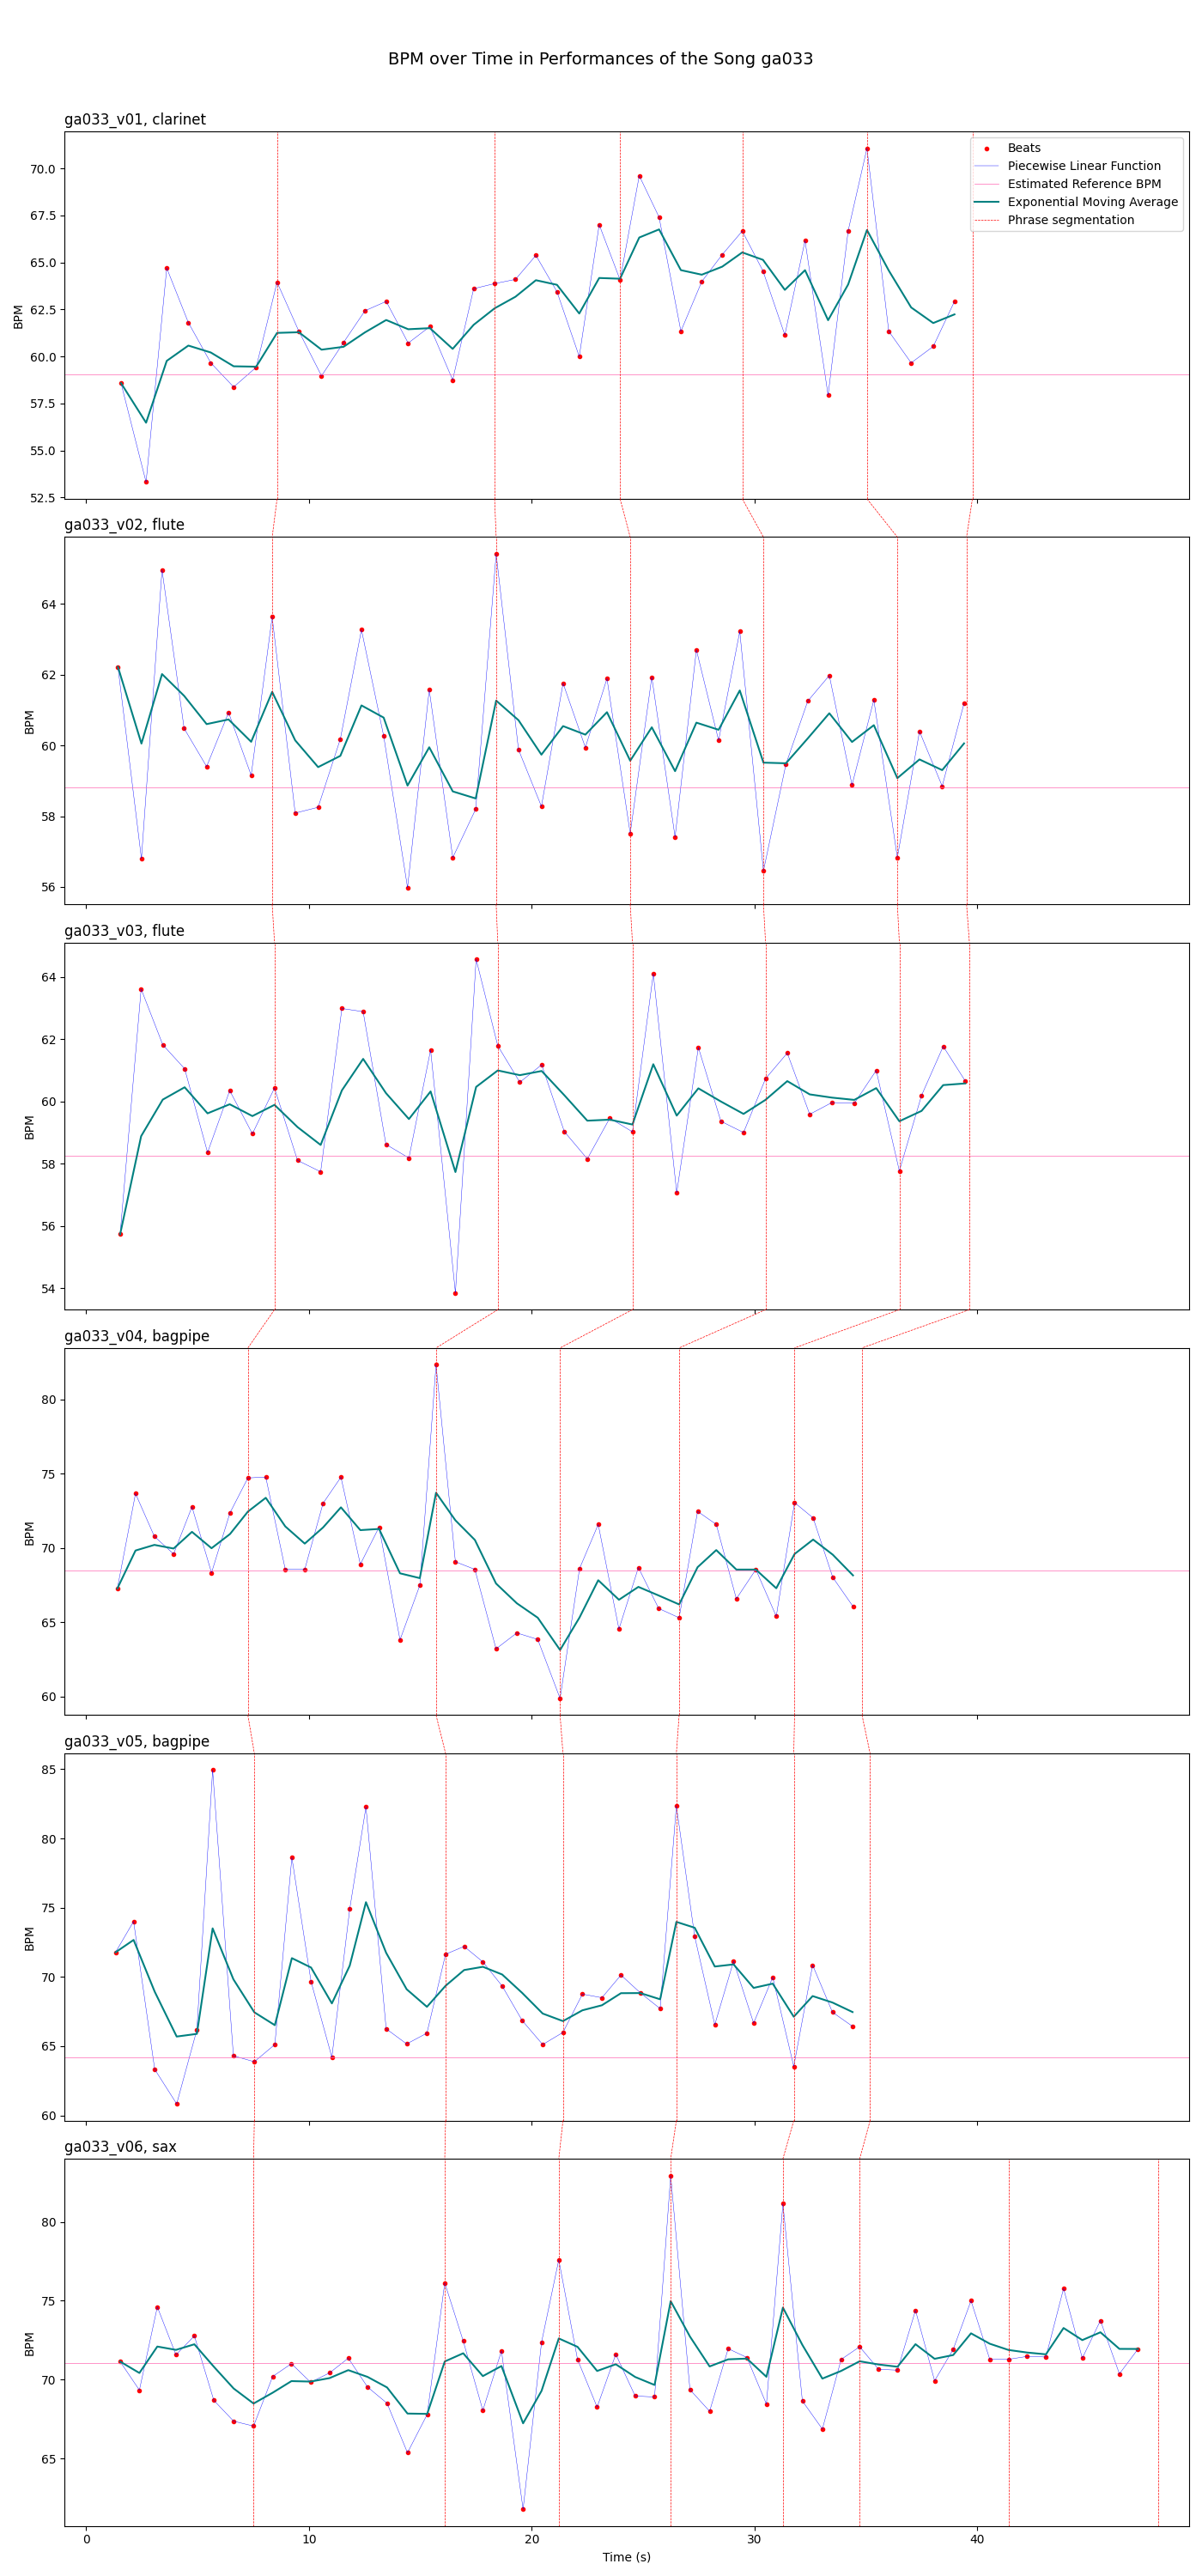 BPM over Time in Performances of the Song ga033
ga033_v01, clarinet
Beats
Piecewise Linear Function
Estimated Reference BPM
Exponential Moving Average
Phrase segmentation
70.0
67.5
65.0
62.5
60.0
57.5
55.0
52.5
BPM
ga033_v02, flute
64
62
60
58
56
BPM
ga033_v03, flute
64
62
60
58
56
54
BPM
ga033_v04, bagpipe
80
75
70
65
60
BPM
ga033_v05, bagpipe
85
80
75
70
65
60
BPM
ga033_v06, sax
80
75
70
65
BPM
0 10 20 30 40
Time (s)